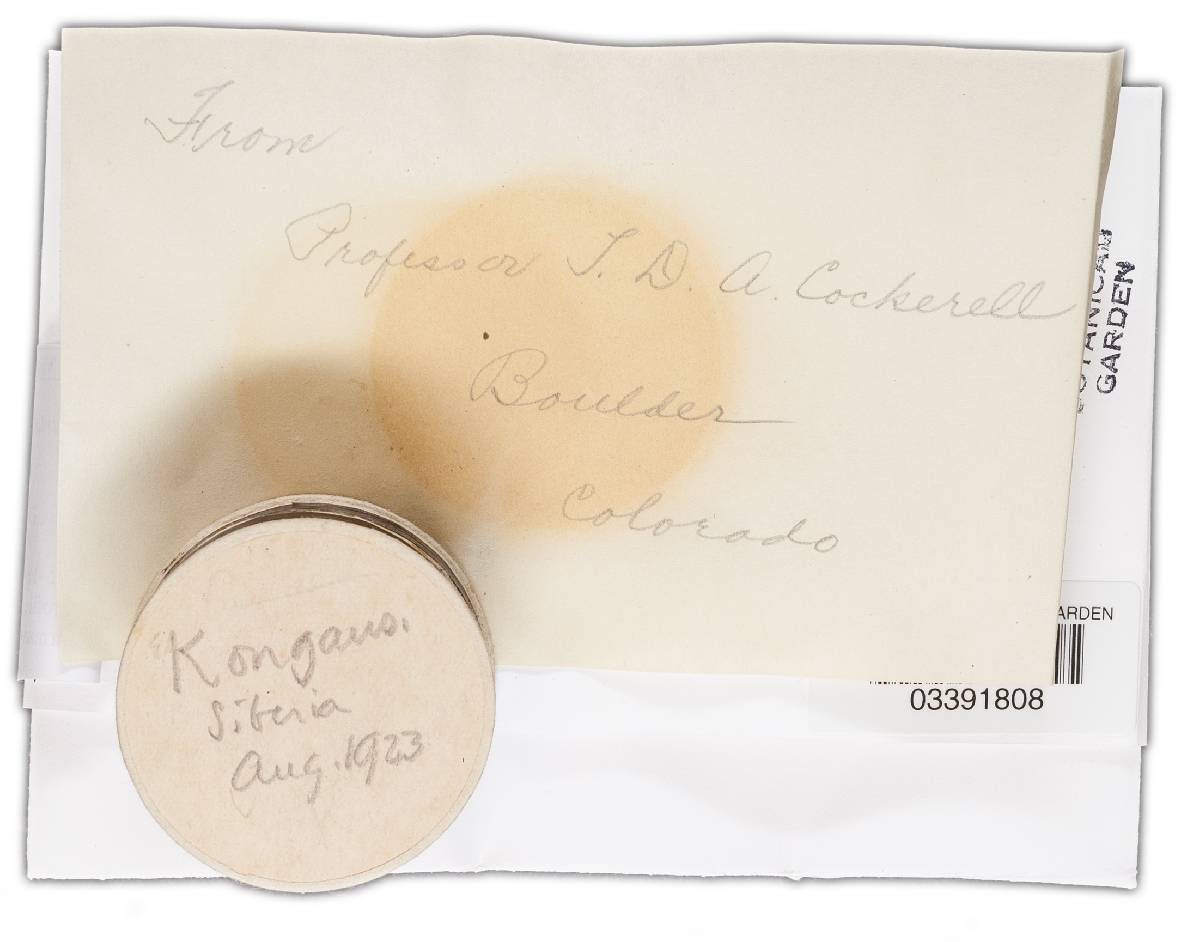 From
Professor T. D. A. Cockerell
Boulder
Colorado
GARDEN
ARDEN
03391808
Kongaus.
Siberia
Aug. 1923